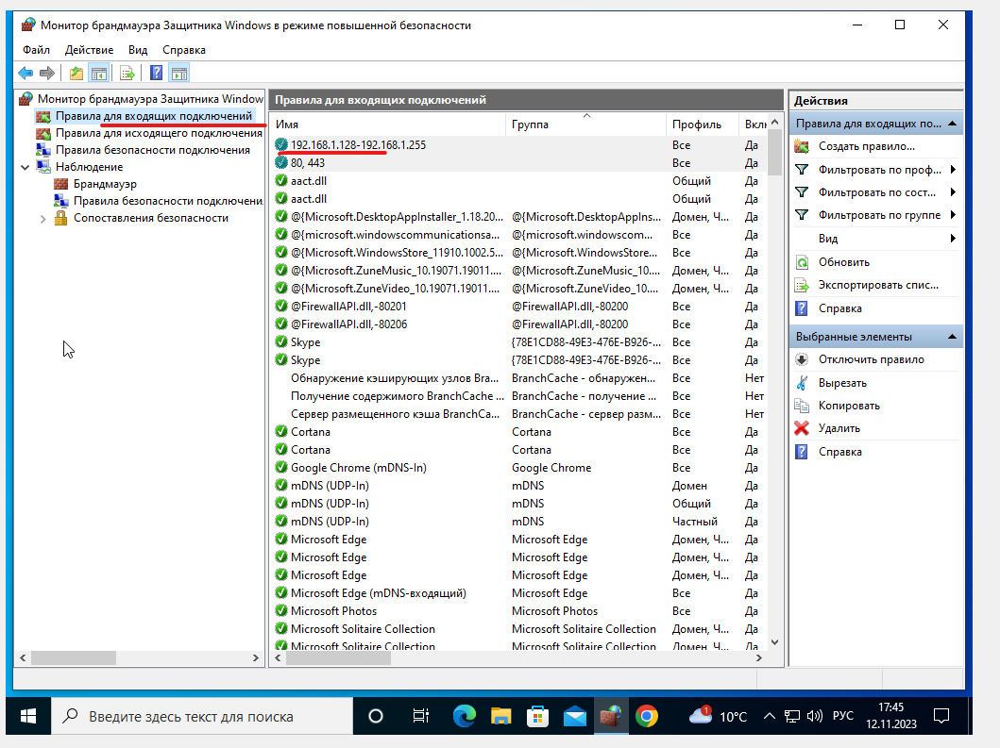 Монитор брандмауэра Защитника Windows в режиме повышенной безопасности
Файл Действие Вид Справка
Монитор брандмауэра Защитника Window
Правила для входящих подключений
Правила для исходящего подключения
Правила безопасности подключения
Наблюдение
Брандмауэр
Правила безопасности подключени
Сопоставления безопасности
Правила для входящих подключений
Имя Группа Профиль Вкл
192.168.1.128-192.168.1.255 Все Да
80, 443 Все Да
aact.dll Общий Да
aact.dll Общий Да
@{Microsoft.DesktopAppInstaller_1.18.20... @{Microsoft.DesktopAppIns... Домен, Ч... Да
@{microsoft.windowscommunicationsa... @{microsoft.windowscom... Все Да
@{Microsoft.WindowsStore_11910.1002.5... @{Microsoft.WindowsStore... Все Да
@{Microsoft.ZuneMusic_10.19071.19011.... @{Microsoft.ZuneMusic_10.... Домен, Ч... Да
@{Microsoft.ZuneVideo_10.19071.19011.... @{Microsoft.ZuneVideo_10.... Домен, Ч... Да
@FirewallAPI.dll,-80201 @FirewallAPI.dll,-80200 Все Да
@FirewallAPI.dll,-80206 @FirewallAPI.dll,-80200 Все Да
Skype {78E1CD88-49E3-476E-B926-... Все Да
Skype {78E1CD88-49E3-476E-B926-... Все Да
Обнаружение кэширующих узлов Bra... BranchCache - обнаружен... Все Нет
Получение содержимого BranchCache ... BranchCache - получение ... Все Нет
Сервер размещенного кэша BranchCa... BranchCache - сервер разм... Все Нет
Cortana Cortana Все Да
Cortana Cortana Все Да
Google Chrome (mDNS-In) Google Chrome Все Да
mDNS (UDP-In) mDNS Домен Да
mDNS (UDP-In) mDNS Общий Да
mDNS (UDP-In) mDNS Частный Да
Microsoft Edge Microsoft Edge Домен, Ч... Да
Microsoft Edge Microsoft Edge Домен, Ч... Да
Microsoft Edge Microsoft Edge Домен, Ч... Да
Microsoft Edge (mDNS-входящий) Microsoft Edge Все Да
Microsoft Photos Microsoft Photos Все Да
Microsoft Solitaire Collection Microsoft Solitaire Collection Домен, Ч... Да
Microsoft Solitaire Collection Microsoft Solitaire Collection Домен, Ч... Да
Действия
Правила для входящих по...
Создать правило...
Фильтровать по проф...
Фильтровать по сост...
Фильтровать по группе
Вид
Обновить
Экспортировать спис...
Справка
Выбранные элементы
Отключить правило
Вырезать
Копировать
Удалить
Справка
Введите здесь текст для поиска
1
10°C
РУС
17:45
12.11.2023